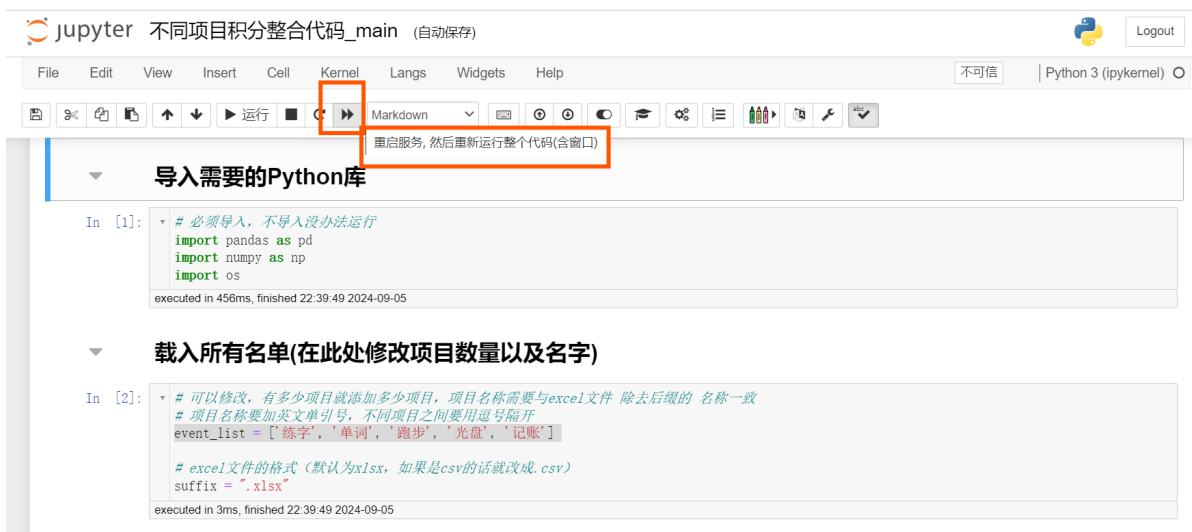 jupyter 不同项目积分整合代码_main (自动保存)
Logout
File Edit View Insert Cell Kernel Langs Widgets Help
不可信
Python 3 (ipykernel)
运行
Markdown
abc
重启服务, 然后重新运行整个代码(含窗口)
导入需要的Python库
In [1]:
# 必须导入，不导入没办法运行
import pandas as pd
import numpy as np
import os
executed in 456ms, finished 22:39:49 2024-09-05
载入所有名单(在此处修改项目数量以及名字)
In [2]:
# 可以修改，有多少项目就添加多少项目，项目名称需要与excel文件 除去后缀的 名称一致
# 项目名称要加英文单引号，不同项目之间要用逗号隔开
event_list = ['练字', '单词', '跑步', '光盘', '记账']
# excel文件的格式（默认为xlsx，如果是csv的话就改成.csv）
suffix = ".xlsx"
executed in 3ms, finished 22:39:49 2024-09-05